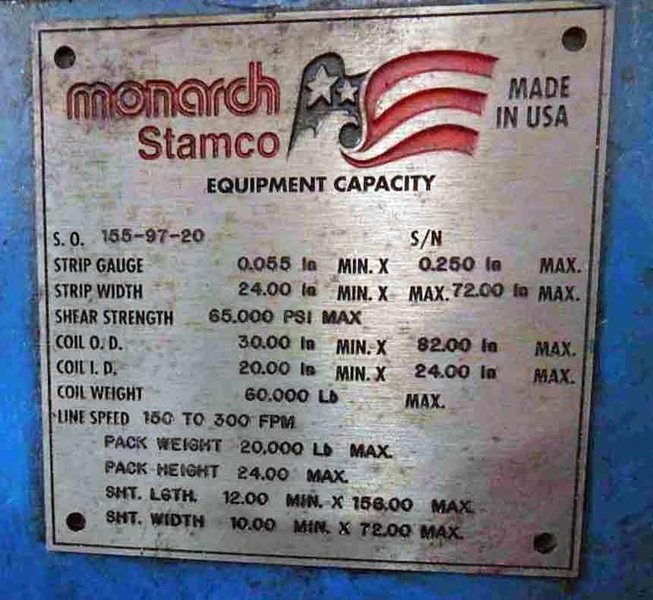 monarch
Stamco
MADE
IN USA
EQUIPMENT CAPACITY
S. O. 155-97-20 S/N
STRIP GAUGE 0.055 In MIN. X 0.250 In MAX.
STRIP WIDTH 24.00 In MIN. X MAX. 72.00 In MAX.
SHEAR STRENGTH 65.000 PSI MAX
COIL O. D. 30.00 In MIN. X 82.00 In MAX.
COIL I. D. 20.00 In MIN. X 24.00 In MAX.
COIL WEIGHT 60.000 Lb MAX.
LINE SPEED 150 TO 300 FPM
PACK WEIGHT 20,000 Lb MAX.
PACK HEIGHT 24.00 MAX.
SHT. LGTH. 12.00 MIN. X 156.00 MAX.
SHT. WIDTH 10.00 MIN. X 72.00 MAX.